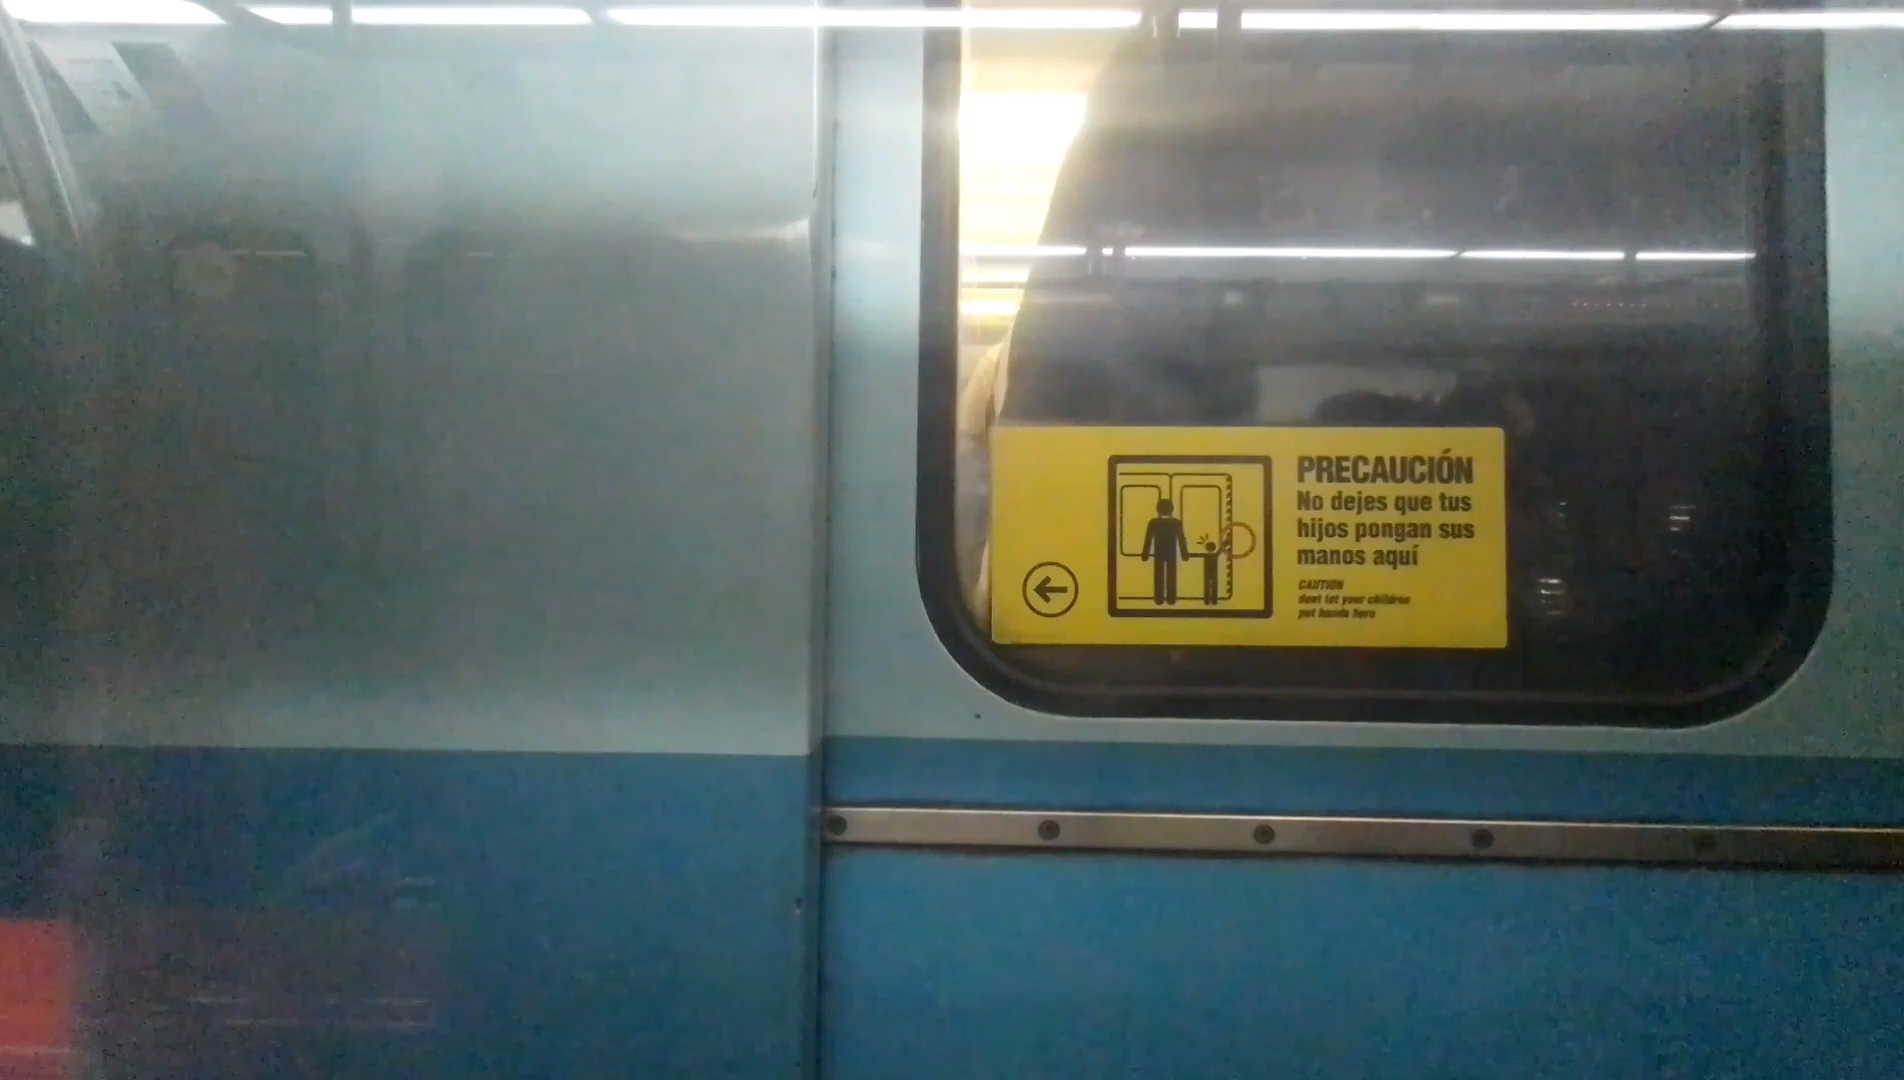 PRECAUCIÓN
No dejes que tus
hijos pongan sus
manos aquí
CAUTION
dont let your children
put hands here